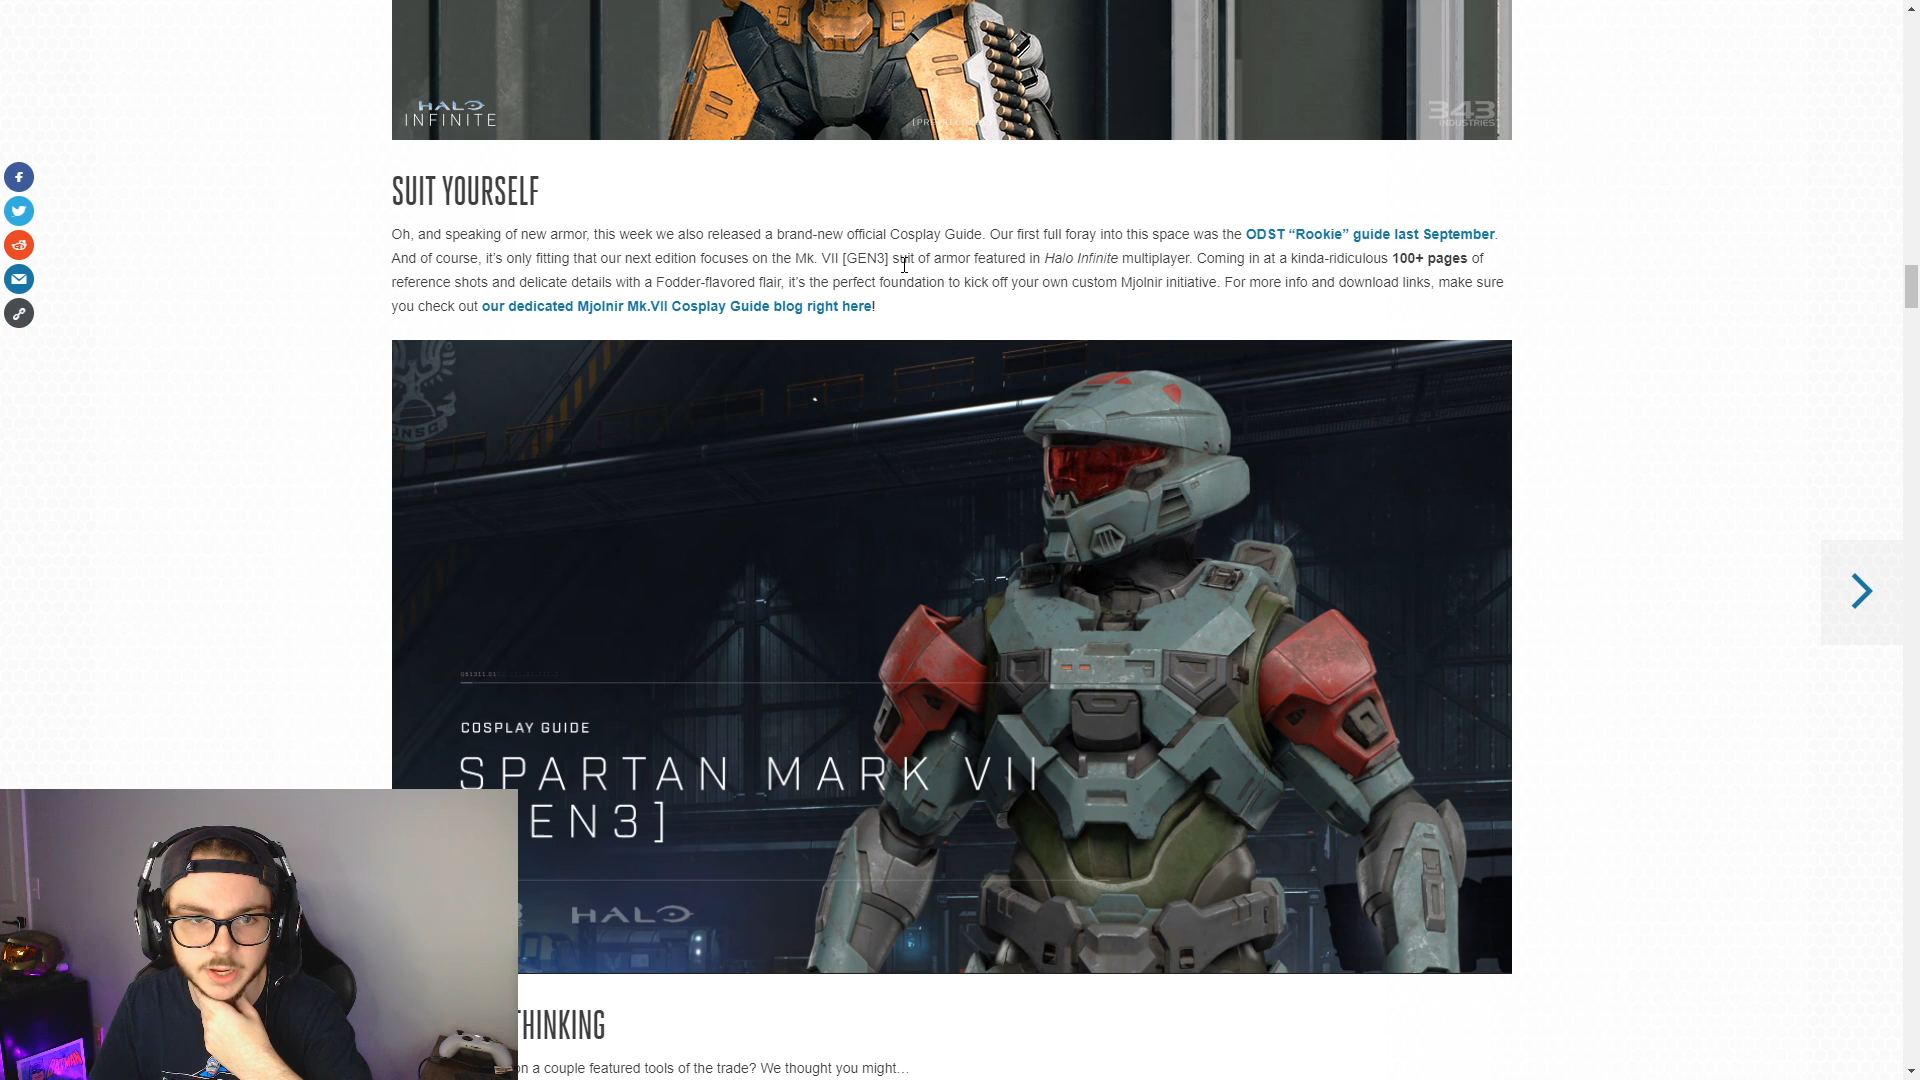 HALO
INFINITE
343
INDUSTRIES
SUIT YOURSELF
Oh, and speaking of new armor, this week we also released a brand-new official Cosplay Guide. Our first full foray into this space was the ODST “Rookie” guide last September.
And of course, it’s only fitting that our next edition focuses on the Mk. VII [GEN3] suit of armor featured in Halo Infinite multiplayer. Coming in at a kinda-ridiculous 100+ pages of
reference shots and delicate details with a Fodder-flavored flair, it’s the perfect foundation to kick off your own custom Mjolnir initiative. For more info and download links, make sure
you check out our dedicated Mjolnir Mk.VII Cosplay Guide blog right here!
UNSC
COSPLAY GUIDE
SPARTAN MARK VII
EN3]
HALO
THINKING
on a couple featured tools of the trade? We thought you might…
BATMAN